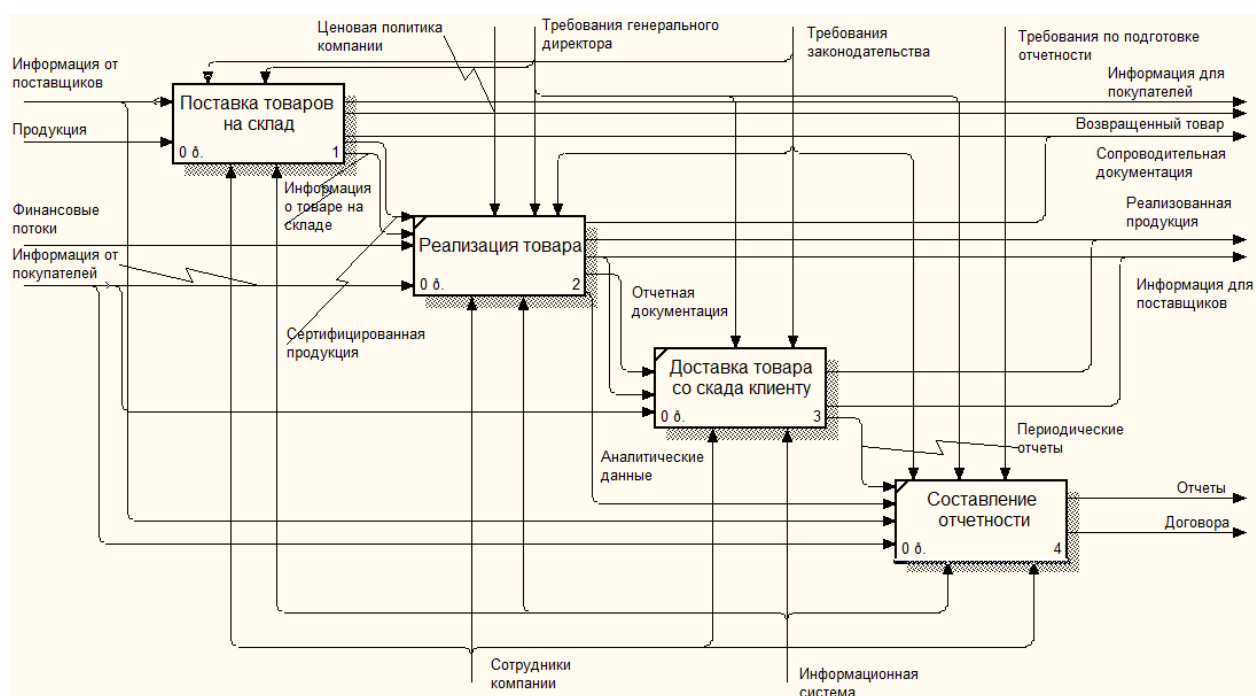 Ценовая политика
компании
Требования генерального
директора
Требования
законодательства
Требования по подготовке
отчетности
Информация от
поставщиков
Информация для
покупателей
Поставка товаров
на склад
0 ð.
1
Продукция
Возвращенный товар
Сопроводительная
документация
Информация
о товаре на
складе
Финансовые
потоки
Реализованная
продукция
Реализация товара
0 ð.
2
Информация от
покупателей
Отчетная
документация
Информация для
поставщиков
Сертифицированная
продукция
Доставка товара
со скада клиенту
0 ð.
3
Периодические
отчеты
Аналитические
данные
Составление
отчетности
0 ð.
4
Отчеты
Договора
Сотрудники
компании
Информационная
система